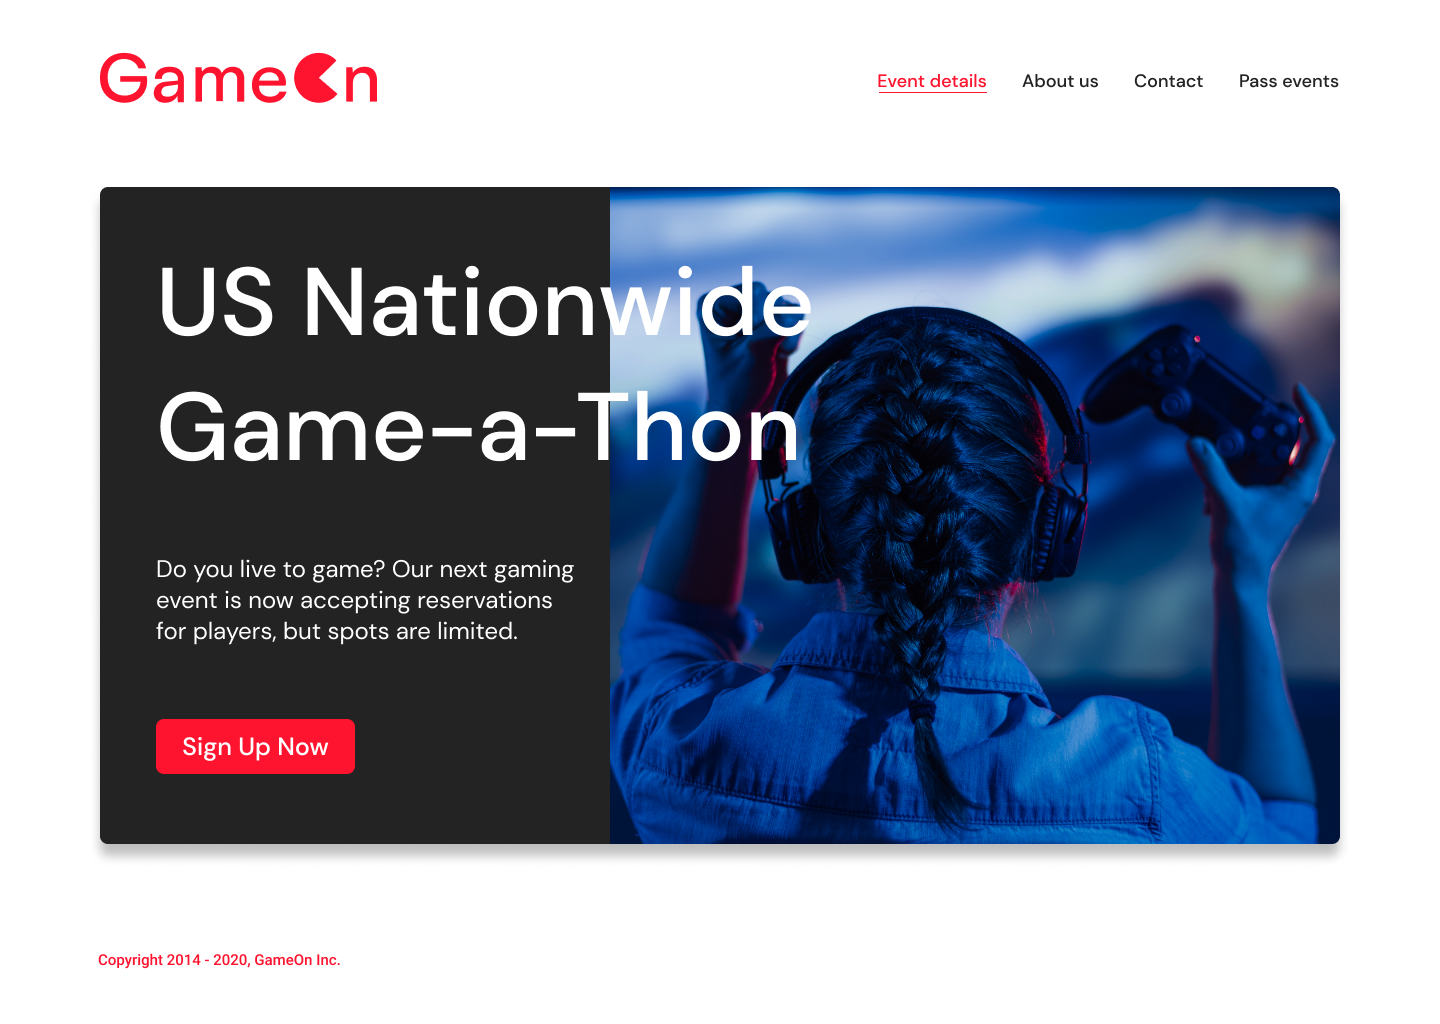 GameOn
Event details About us Contact Pass events
US Nationwide
Game-a-Thon
Do you live to game? Our next gaming
event is now accepting reservations
for players, but spots are limited.
Sign Up Now
Copyright 2014 - 2020, GameOn Inc.